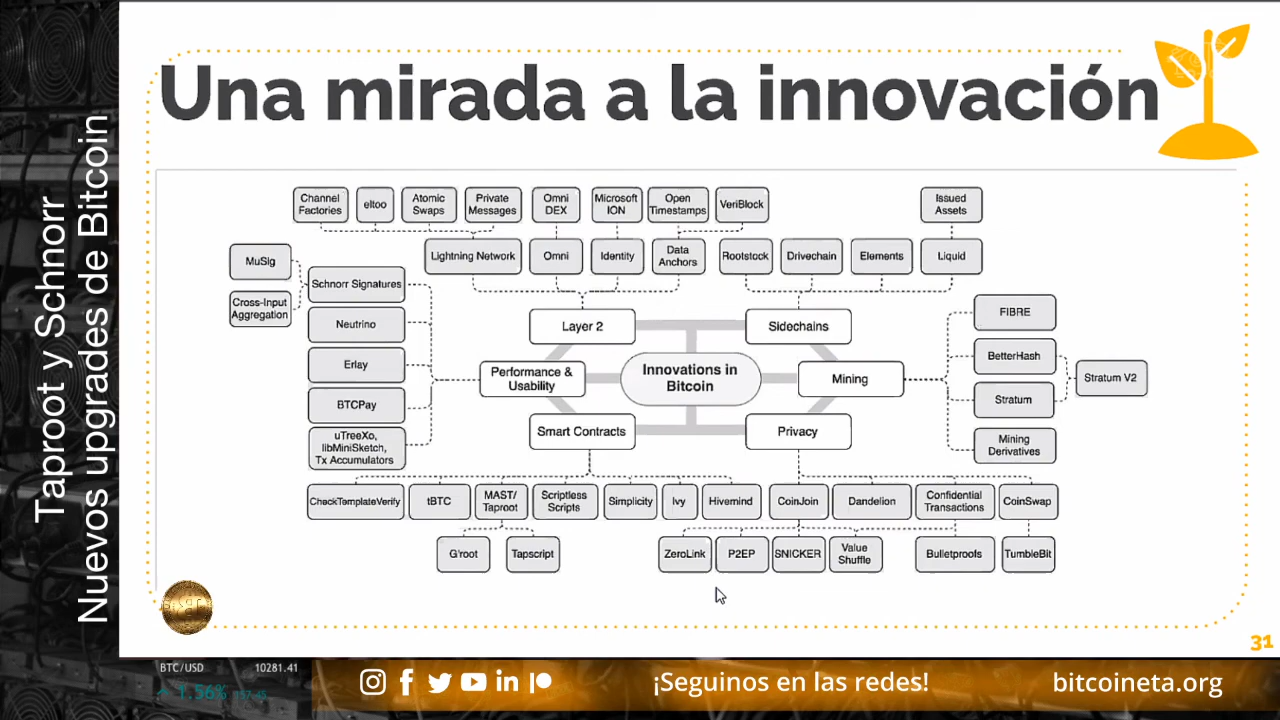 Taproot y Schnorr
Nuevos upgrades de Bitcoin
Una mirada a la innovación
Channel
Factories
eltoo
Atomic
Swaps
Private
Messages
Omni
DEX
Microsoft
ION
Open
Timestamps
VeriBlock
Issued
Assets
Lightning Network
Omni
Identity
Data
Anchors
Rootstock
Drivechain
Elements
Liquid
MuSig
Cross-Input
Aggregation
Schnorr Signatures
Neutrino
Erlay
BTCPay
uTreeXo,
libMiniSketch,
Tx Accumulators
Layer 2
Sidechains
Performance &
Usability
Innovations in
Bitcoin
Mining
Smart Contracts
Privacy
FIBRE
BetterHash
Stratum
Mining
Derivatives
Stratum V2
CheckTemplateVerify
tBTC
MAST/
Taproot
Scriptless
Scripts
Simplicity
Ivy
Hivemind
CoinJoin
Dandelion
Confidential
Transactions
CoinSwap
G'root
Tapscript
ZeroLink
P2EP
SNICKER
Value
Shuffle
Bulletproofs
TumbleBit
31
BTC/USD 10281.41
1.56% 157.45
¡Seguinos en las redes!
bitcoineta.org